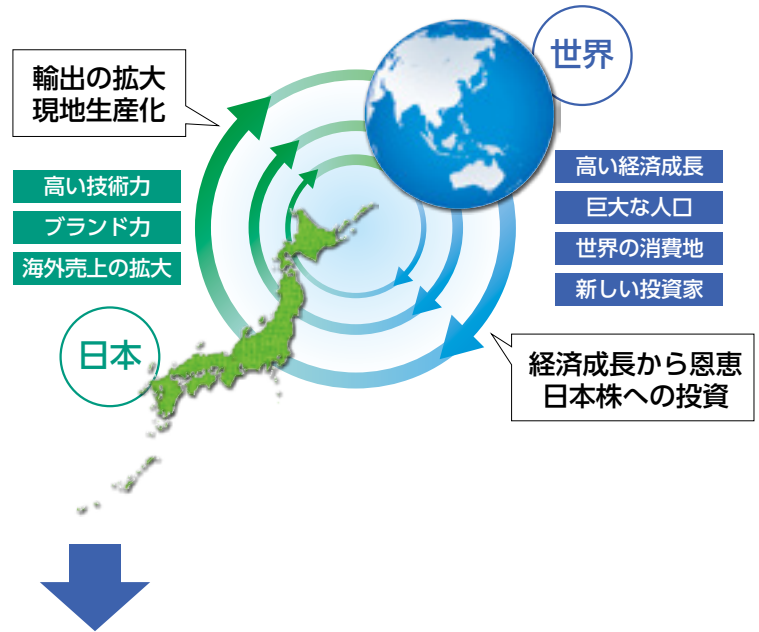 世界
輸出の拡大
現地生産化
高い技術力
ブランド力
海外売上の拡大
高い経済成長
巨大な人口
世界の消費地
新しい投資家
日本
経済成長から恩恵
日本株への投資